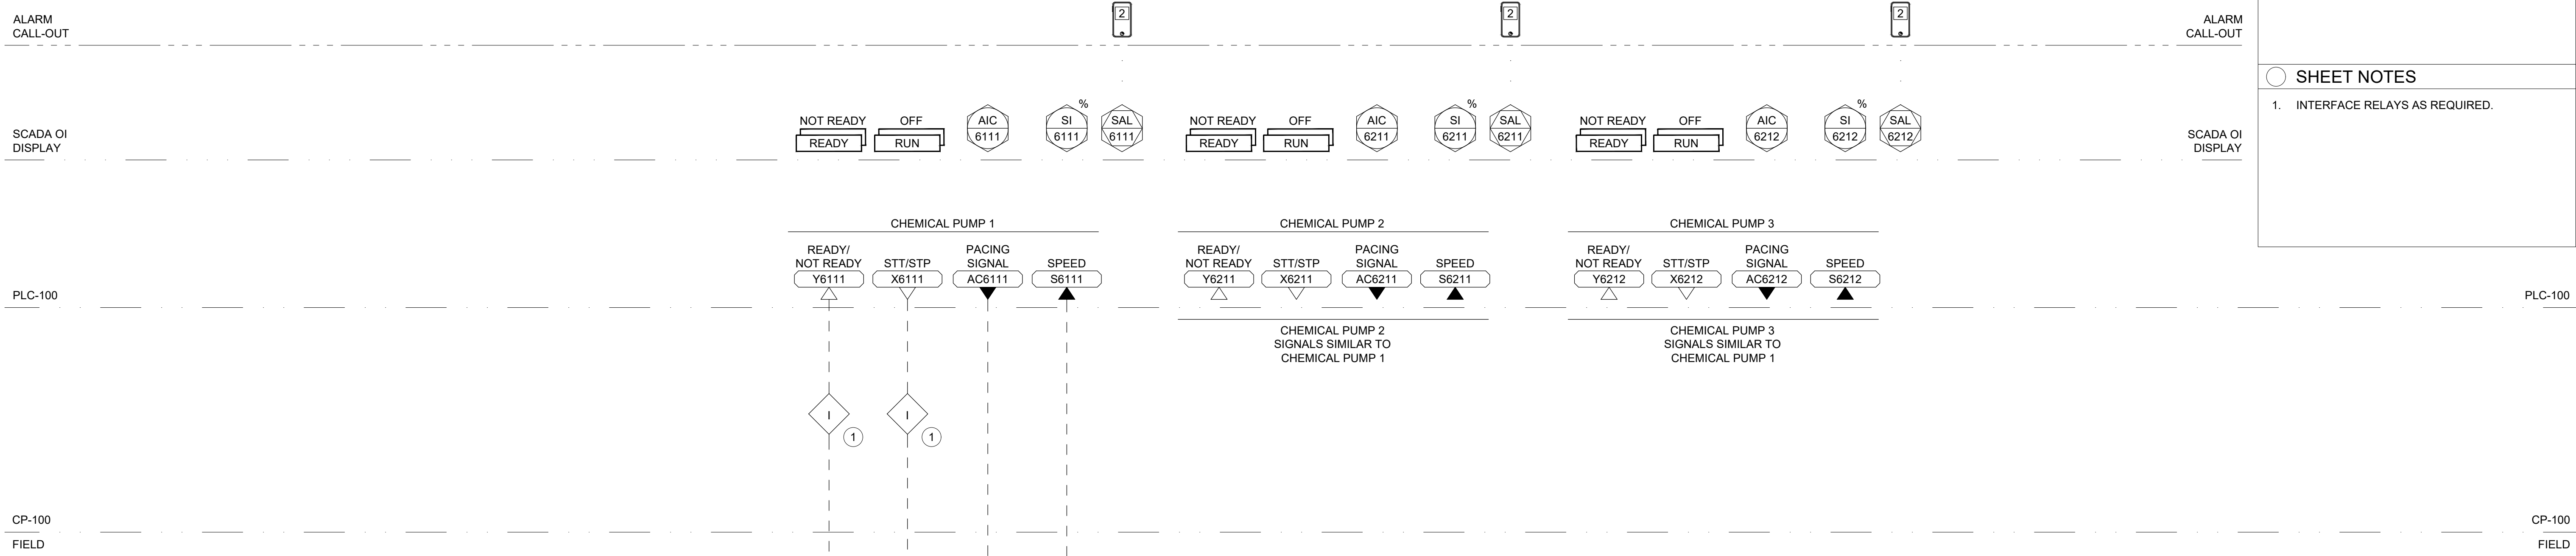 ALARM
CALL-OUT
2
2
2
ALARM
CALL-OUT
SHEET NOTES
1. INTERFACE RELAYS AS REQUIRED.
SCADA OI
DISPLAY
NOT READY
READY
OFF
RUN
AIC
6111
%
SI
6111
SAL
6111
NOT READY
READY
OFF
RUN
AIC
6211
%
SI
6211
SAL
6211
NOT READY
READY
OFF
RUN
AIC
6212
%
SI
6212
SAL
6212
SCADA OI
DISPLAY
CHEMICAL PUMP 1
READY/
NOT READY
Y6111
STT/STP
X6111
PACING
SIGNAL
AC6111
SPEED
S6111
CHEMICAL PUMP 2
READY/
NOT READY
Y6211
STT/STP
X6211
PACING
SIGNAL
AC6211
SPEED
S6211
CHEMICAL PUMP 3
READY/
NOT READY
Y6212
STT/STP
X6212
PACING
SIGNAL
AC6212
SPEED
S6212
PLC-100
PLC-100
CHEMICAL PUMP 2
SIGNALS SIMILAR TO
CHEMICAL PUMP 1
CHEMICAL PUMP 3
SIGNALS SIMILAR TO
CHEMICAL PUMP 1
I
1
I
1
CP-100
CP-100
FIELD
FIELD